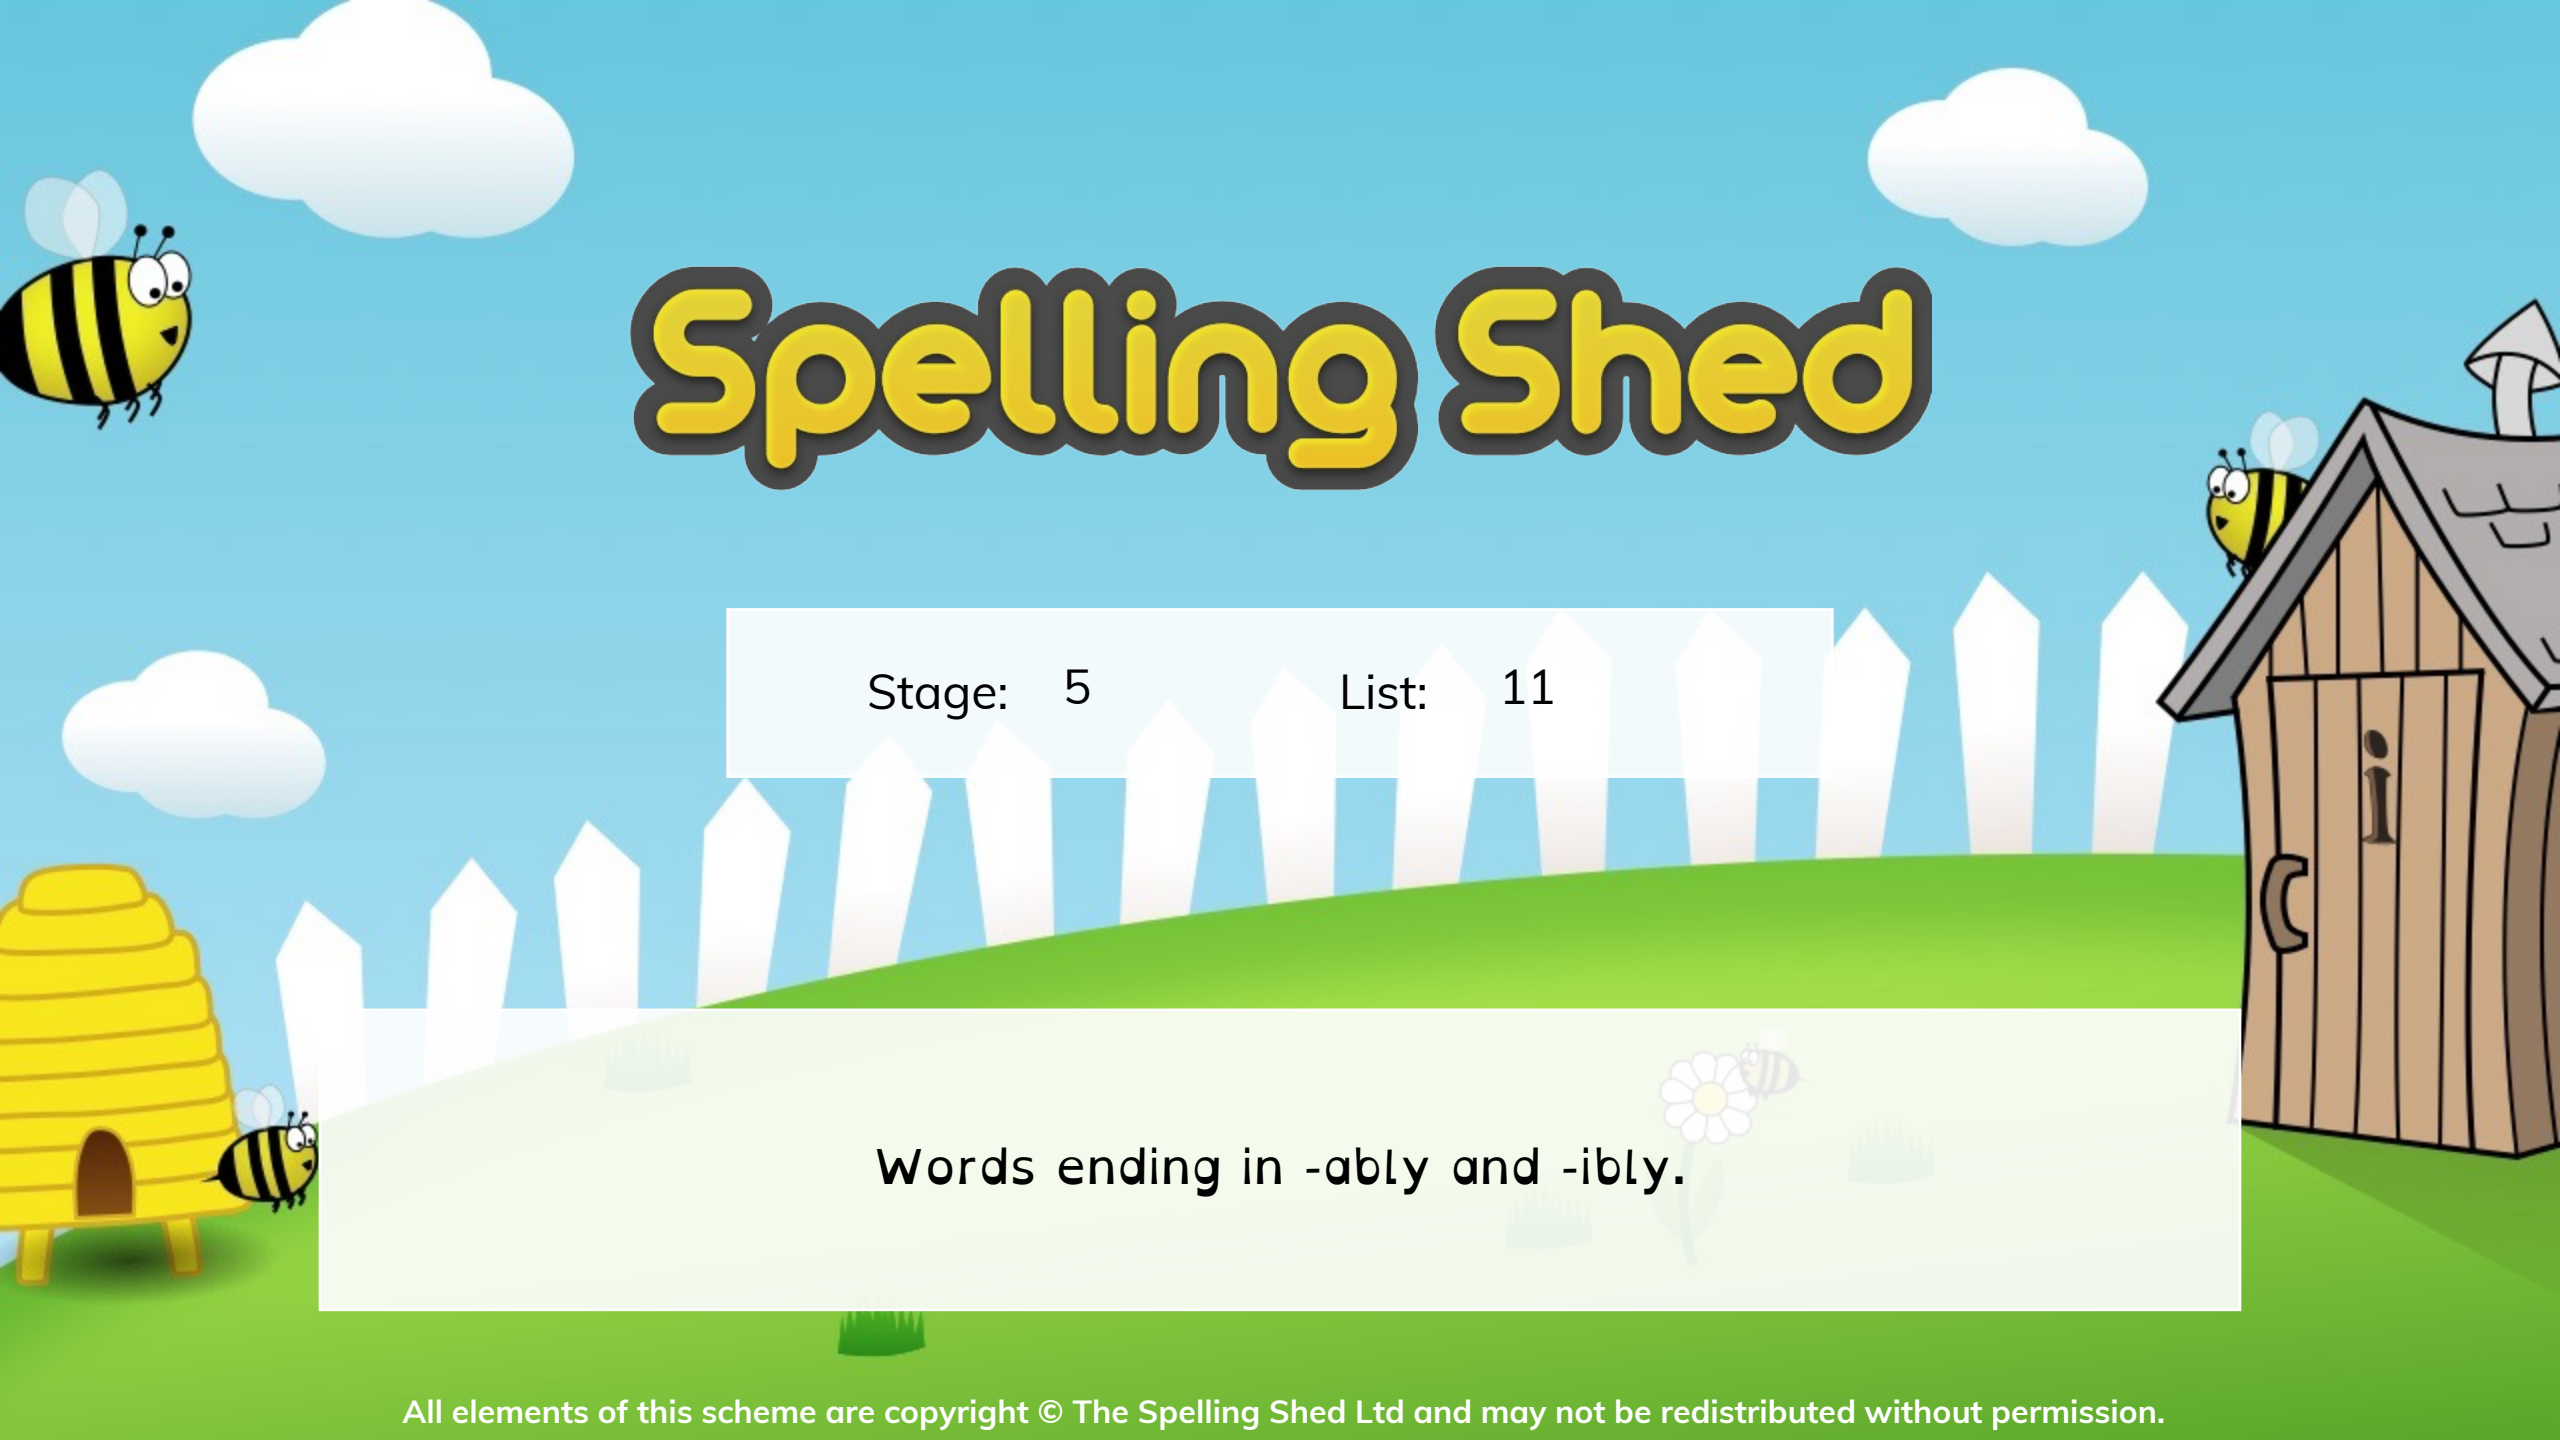 Spelling Shed
Stage: 5 List: 11
i
Words ending in -ably and -ibly.
All elements of this scheme are copyright © The Spelling Shed Ltd and may not be redistributed without permission.